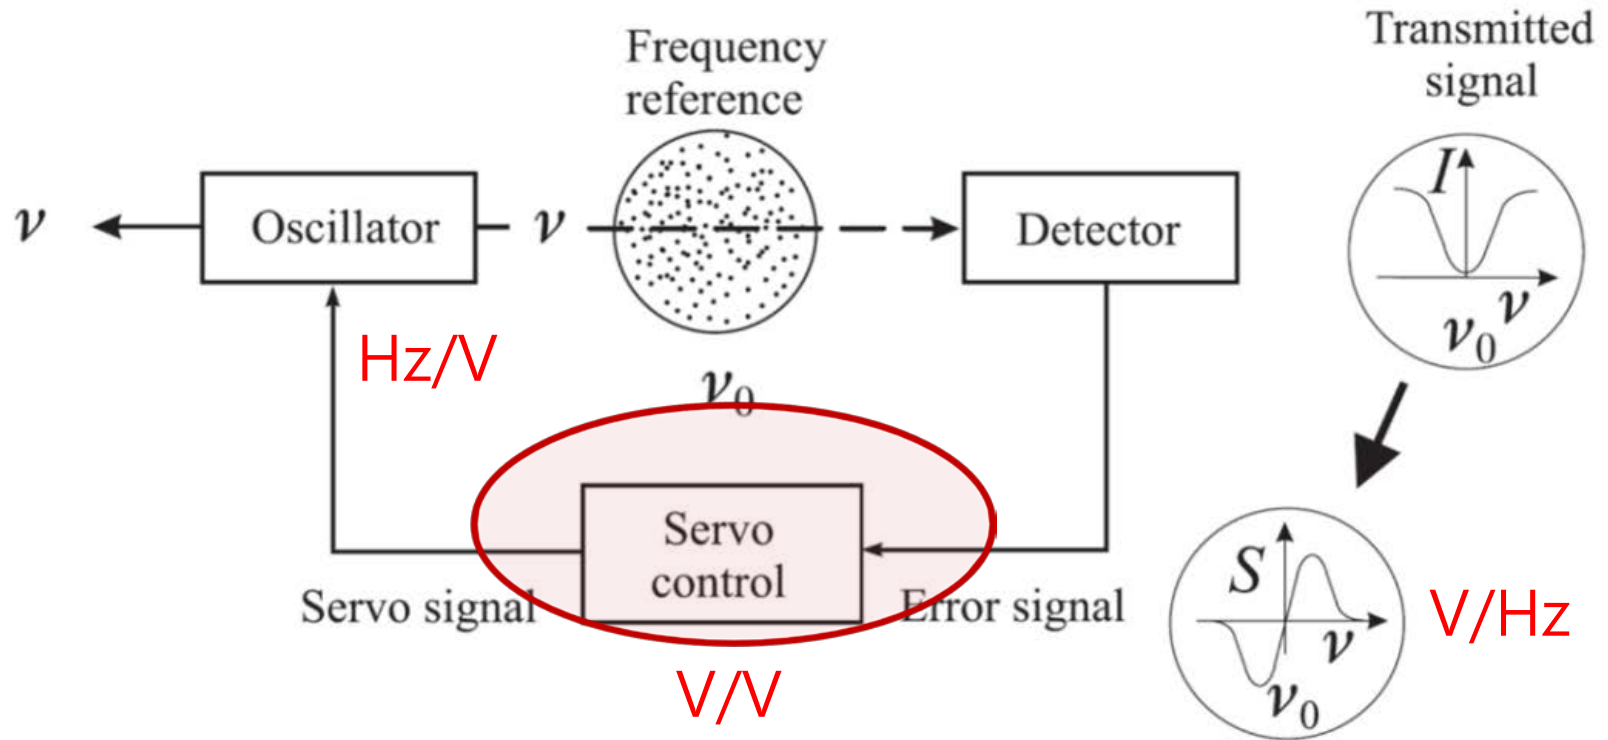 Frequency
reference
Transmitted
signal
ν
Oscillator
ν
Detector
I
ν
ν₀
Hz/V
ν₀
Servo
control
Servo signal
Error signal
S
ν
ν₀
V/Hz
V/V